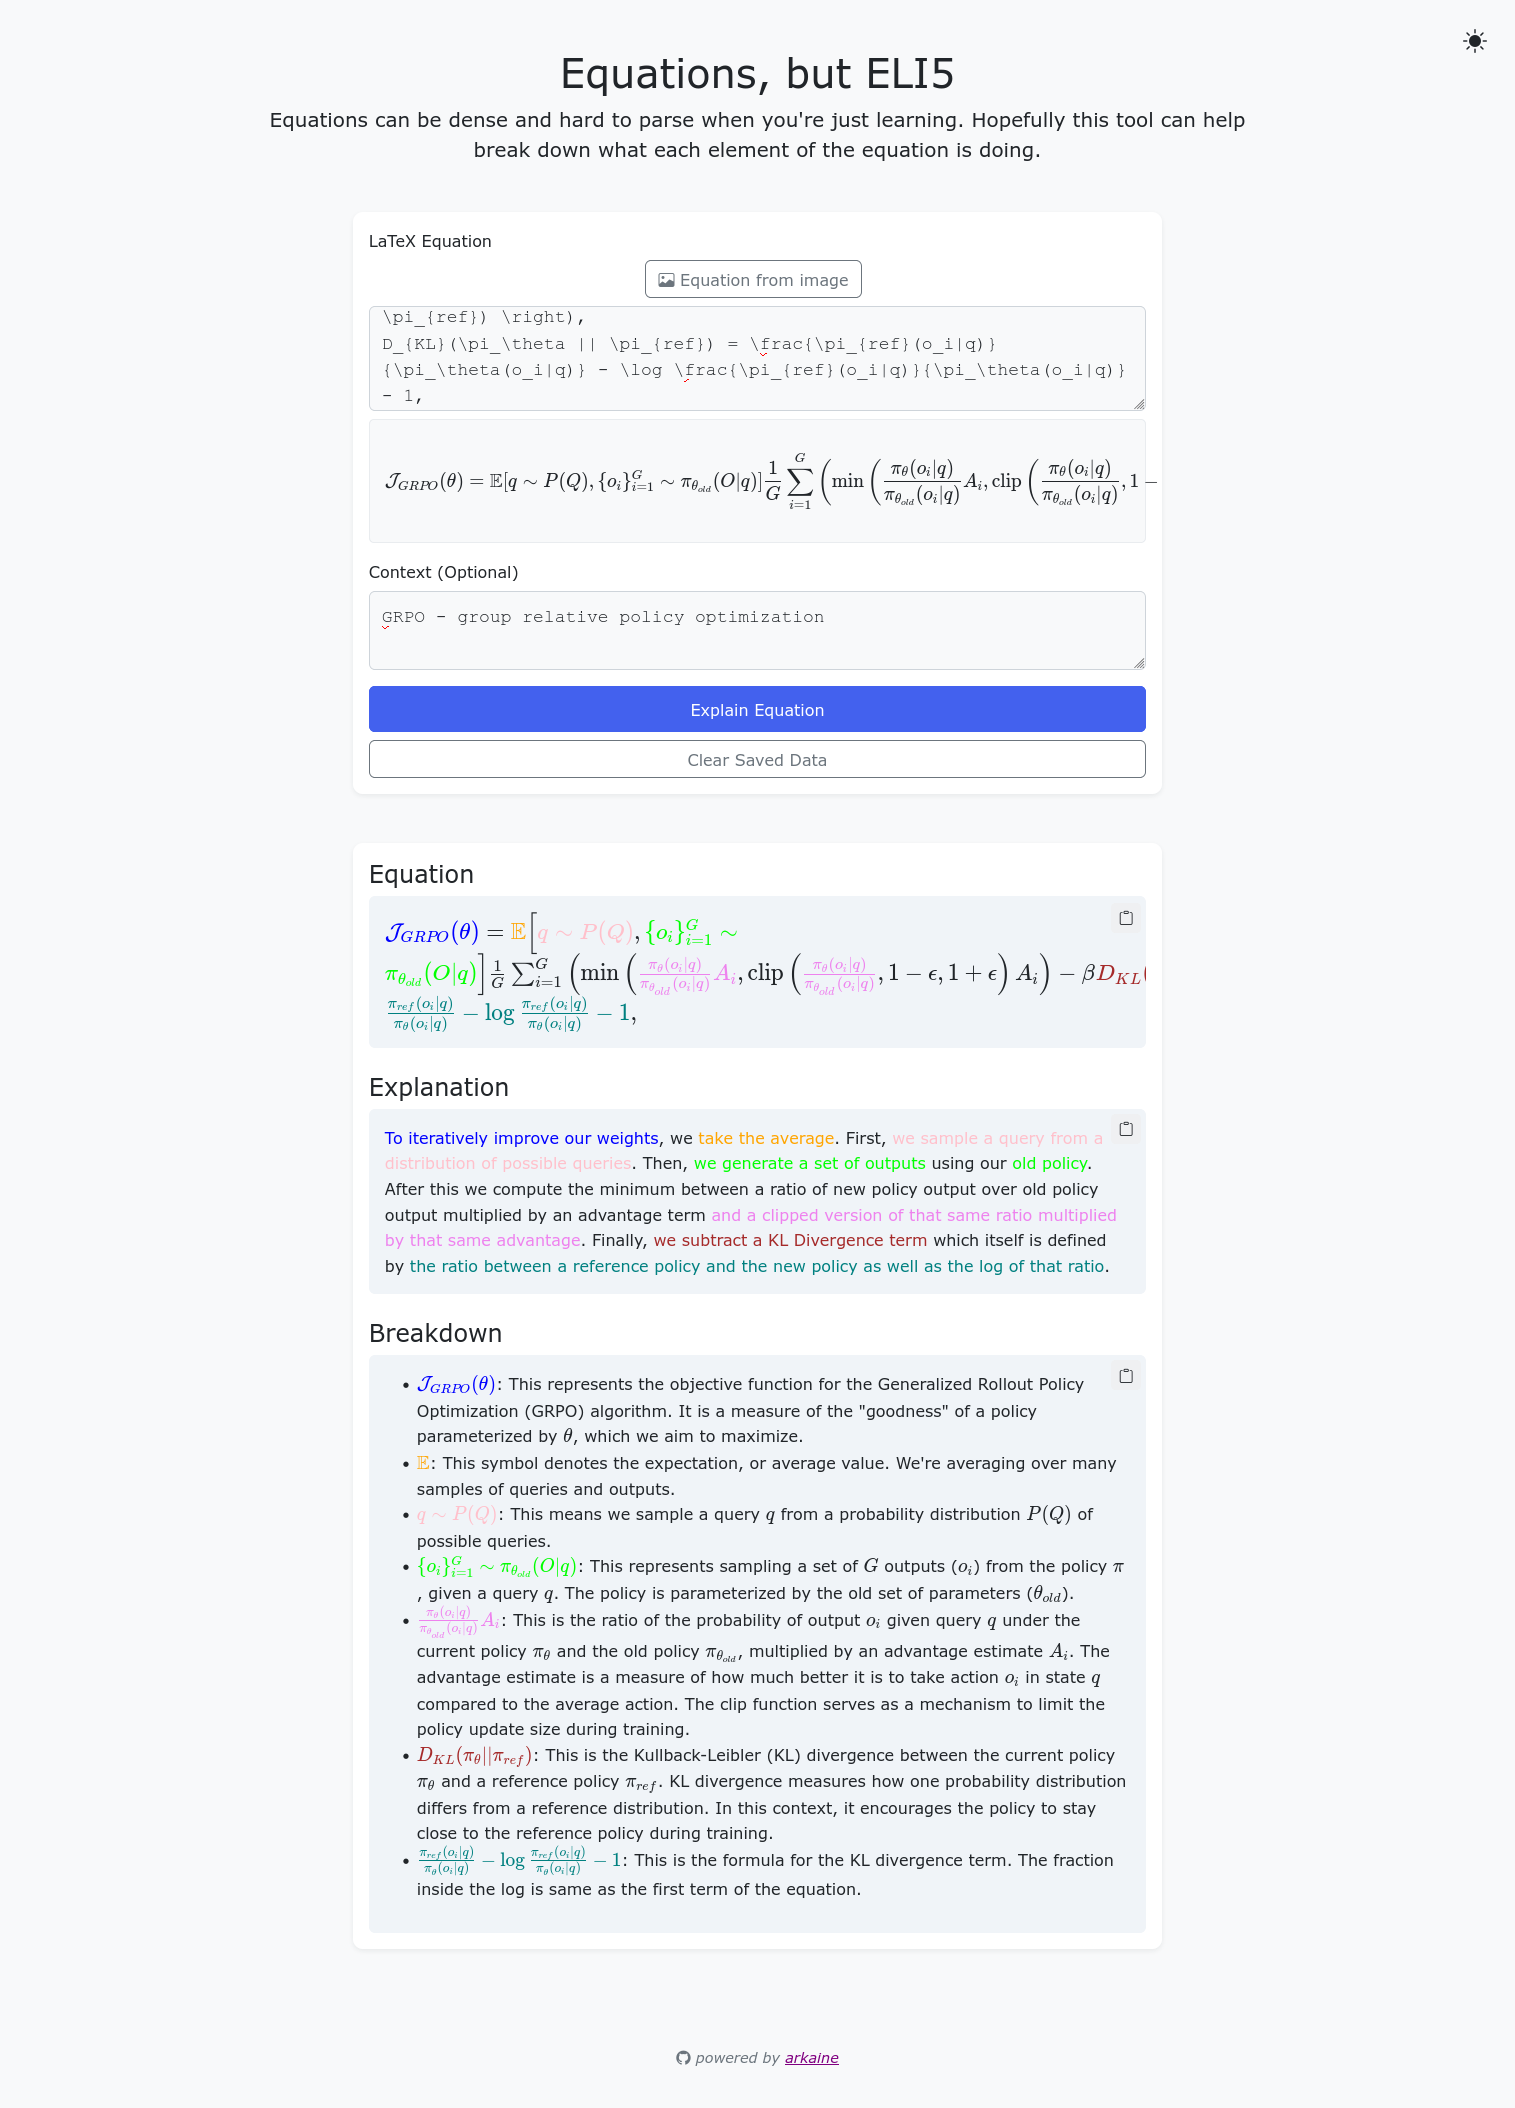 Equations, but ELI5
Equations can be dense and hard to parse when you're just learning. Hopefully this tool can help
break down what each element of the equation is doing.
LaTeX Equation
Equation from image
\pi_{ref}) \right),
D_{KL}(\pi_\theta || \pi_{ref}) = \frac{\pi_{ref}(o_i|q)}
{\pi_\theta(o_i|q)} - \log \frac{\pi_{ref}(o_i|q)}{\pi_\theta(o_i|q)}
- 1,
$\mathcal{J}_{GRPO}(\theta) = \mathbb{E}[q \sim P(Q), \{o_i\}_{i=1}^{G} \sim \pi_{\theta_{old}}(O|q)] \frac{1}{G} \sum_{i=1}^{G} \left( \min \left( \frac{\pi_\theta(o_i|q)}{\pi_{\theta_{old}}(o_i|q)} A_i, \text{clip} \left( \frac{\pi_\theta(o_i|q)}{\pi_{\theta_{old}}(o_i|q)}, 1 -$
Context (Optional)
GRPO - group relative policy optimization
Explain Equation
Clear Saved Data
Equation
$\mathcal{J}_{GRPO}(\theta) = \mathbb{E} \Big[ q \sim P(Q), \{o_i\}_{i=1}^{G} \sim$
$\pi_{\theta_{old}}(O|q) \Big] \frac{1}{G} \sum_{i=1}^{G} \left( \min \left( \frac{\pi_\theta(o_i|q)}{\pi_{\theta_{old}}(o_i|q)} A_i, \text{clip} \left( \frac{\pi_\theta(o_i|q)}{\pi_{\theta_{old}}(o_i|q)}, 1 - \epsilon, 1 + \epsilon \right) A_i \right) - \beta D_{KL}($
$\frac{\pi_{ref}(o_i|q)}{\pi_\theta(o_i|q)} - \log \frac{\pi_{ref}(o_i|q)}{\pi_\theta(o_i|q)} - 1,$
Explanation
To iteratively improve our weights, we take the average. First, we sample a query from a
distribution of possible queries. Then, we generate a set of outputs using our old policy.
After this we compute the minimum between a ratio of new policy output over old policy
output multiplied by an advantage term and a clipped version of that same ratio multiplied
by that same advantage. Finally, we subtract a KL Divergence term which itself is defined
by the ratio between a reference policy and the new policy as well as the log of that ratio.
Breakdown
• $\mathcal{J}_{GRPO}(\theta)$: This represents the objective function for the Generalized Rollout Policy
Optimization (GRPO) algorithm. It is a measure of the "goodness" of a policy
parameterized by $\theta$, which we aim to maximize.
• $\mathbb{E}$: This symbol denotes the expectation, or average value. We're averaging over many
samples of queries and outputs.
• $q \sim P(Q)$: This means we sample a query $q$ from a probability distribution $P(Q)$ of
possible queries.
• $\{o_i\}_{i=1}^{G} \sim \pi_{\theta_{old}}(O|q)$: This represents sampling a set of $G$ outputs ($o_i$) from the policy $\pi$
, given a query $q$. The policy is parameterized by the old set of parameters ($\theta_{old}$).
• $\frac{\pi_\theta(o_i|q)}{\pi_{\theta_{old}}(o_i|q)} A_i$: This is the ratio of the probability of output $o_i$ given query $q$ under the
current policy $\pi_\theta$ and the old policy $\pi_{\theta_{old}}$, multiplied by an advantage estimate $A_i$. The
advantage estimate is a measure of how much better it is to take action $o_i$ in state $q$
compared to the average action. The clip function serves as a mechanism to limit the
policy update size during training.
• $D_{KL}(\pi_\theta||\pi_{ref})$: This is the Kullback-Leibler (KL) divergence between the current policy
$\pi_\theta$ and a reference policy $\pi_{ref}$. KL divergence measures how one probability distribution
differs from a reference distribution. In this context, it encourages the policy to stay
close to the reference policy during training.
• $\frac{\pi_{ref}(o_i|q)}{\pi_\theta(o_i|q)} - \log \frac{\pi_{ref}(o_i|q)}{\pi_\theta(o_i|q)} - 1$: This is the formula for the KL divergence term. The fraction
inside the log is same as the first term of the equation.
powered by arkaine